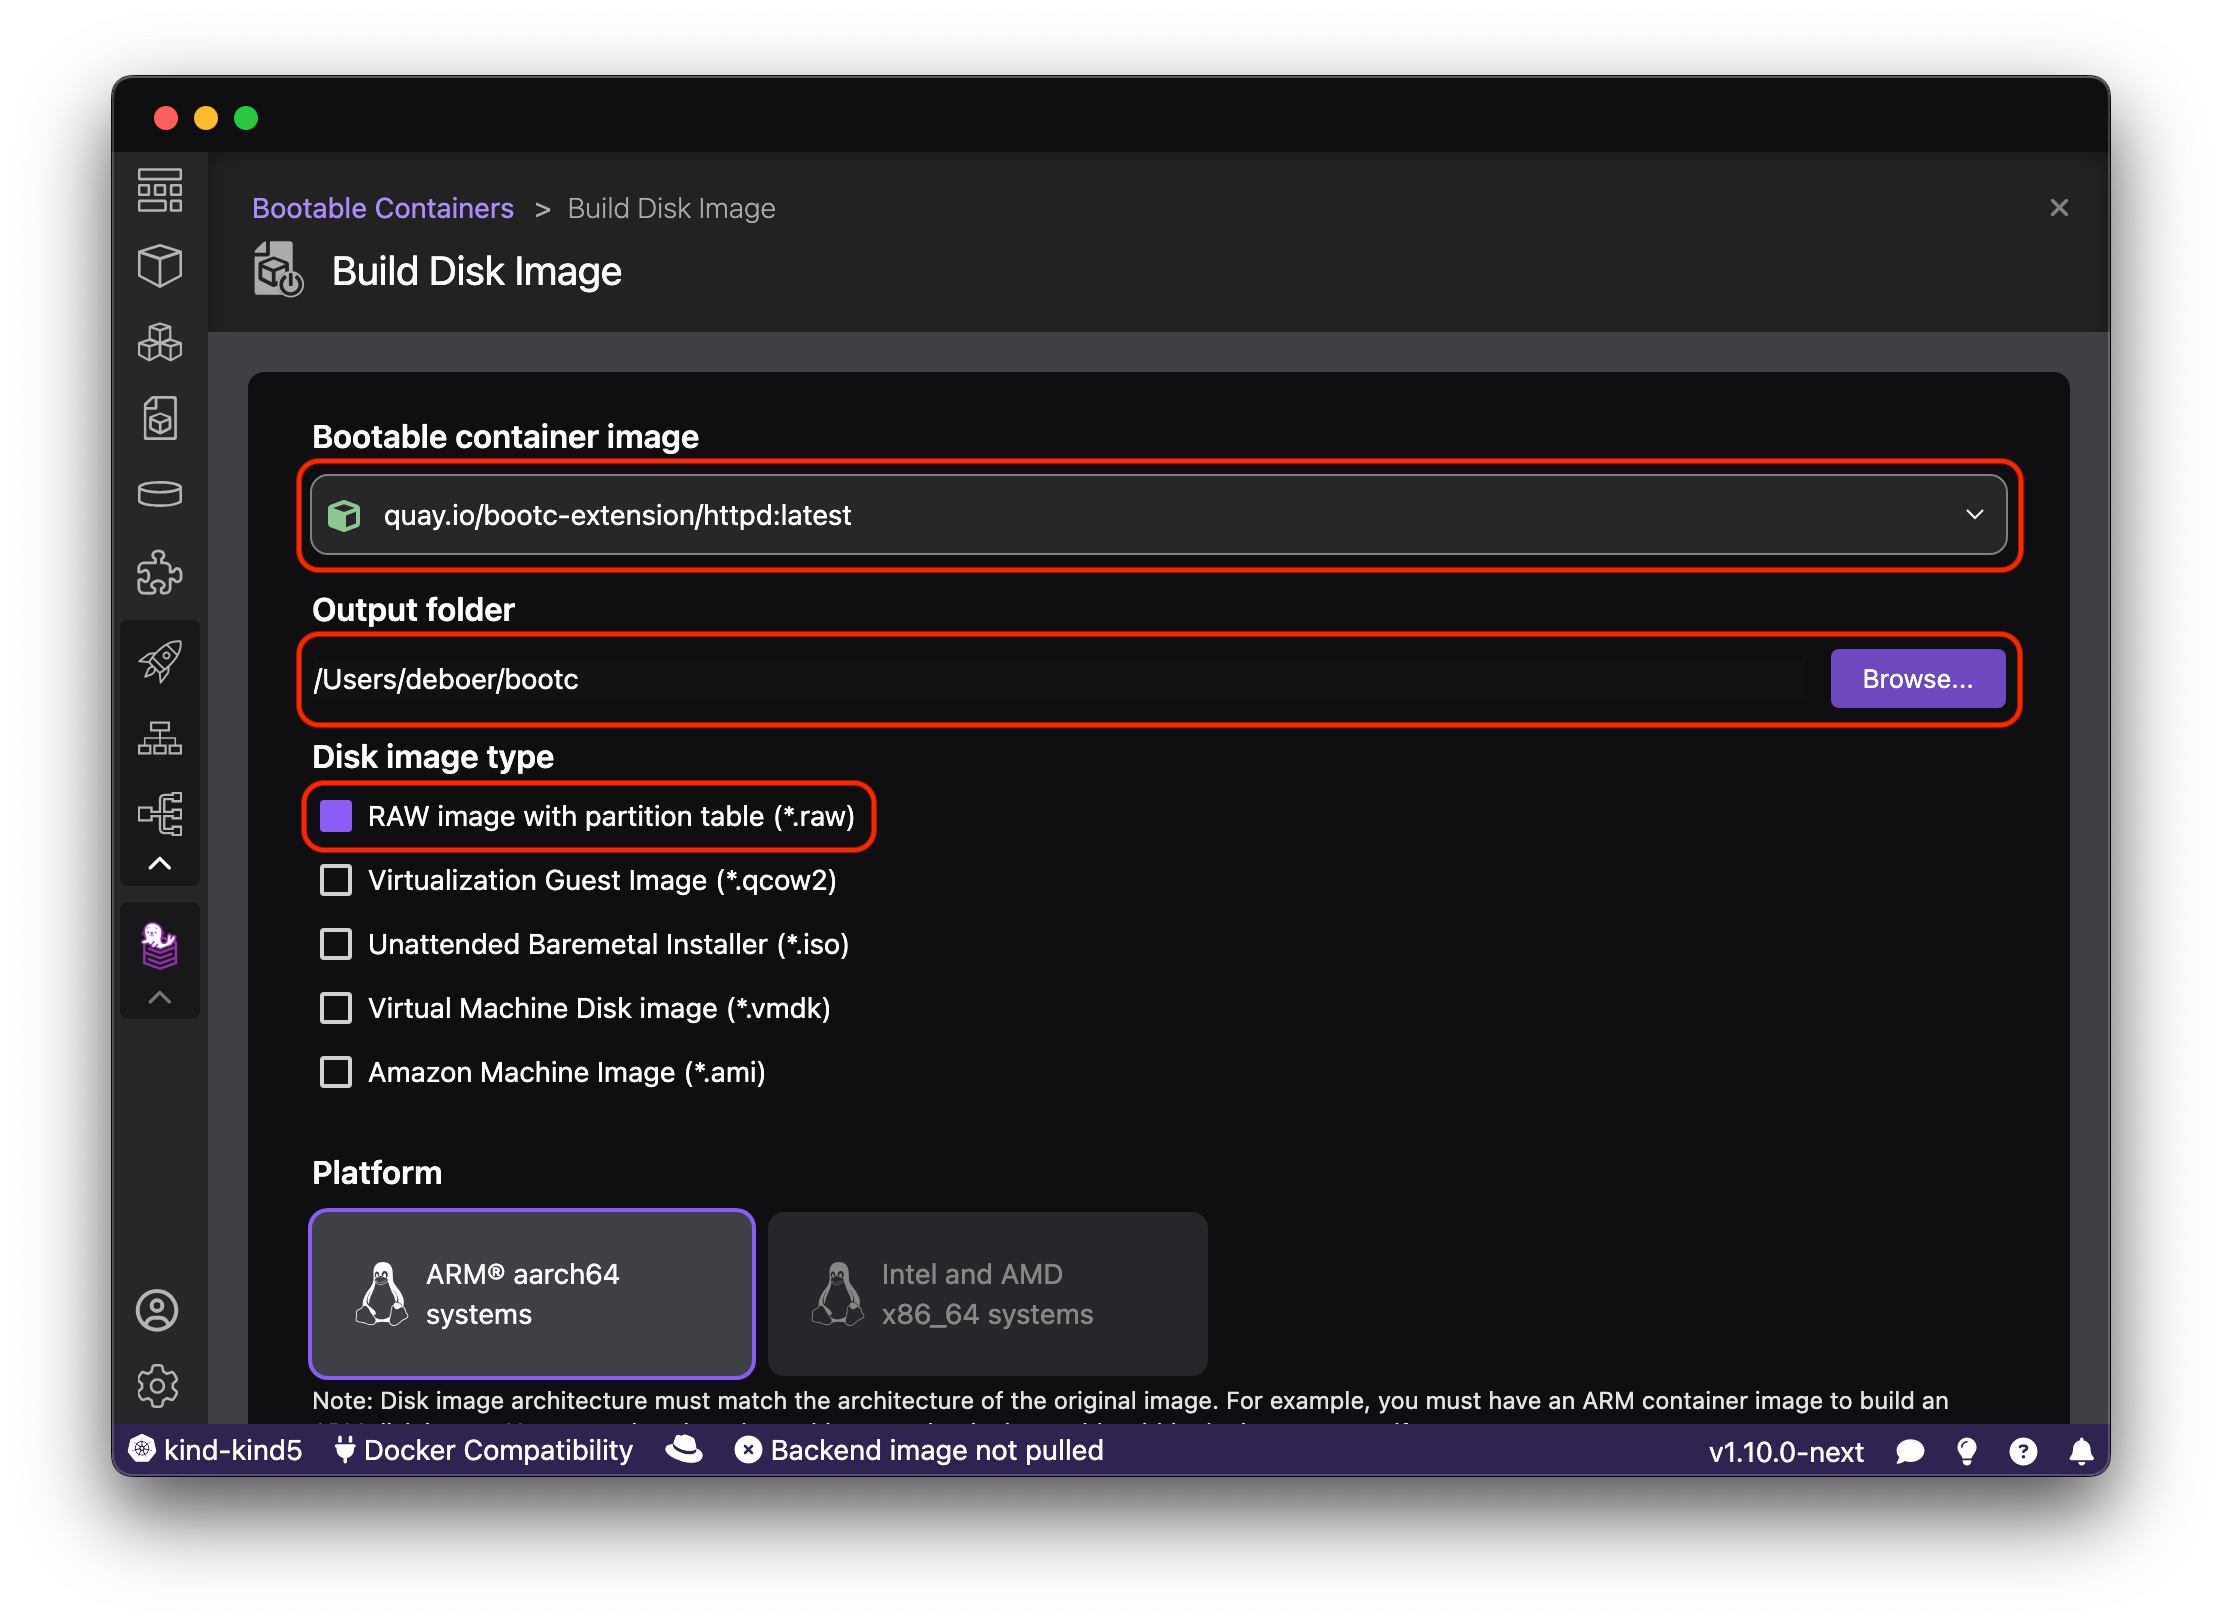 Bootable Containers > Build Disk Image
Build Disk Image
Bootable container image
quay.io/bootc-extension/httpd:latest
Output folder
/Users/deboer/bootc
Browse...
Disk image type
RAW image with partition table (*.raw)
Virtualization Guest Image (*.qcow2)
Unattended Baremetal Installer (*.iso)
Virtual Machine Disk image (*.vmdk)
Amazon Machine Image (*.ami)
Platform
ARM® aarch64
systems
Intel and AMD
x86_64 systems
Note: Disk image architecture must match the architecture of the original image. For example, you must have an ARM container image to build an
kind-kind5 Docker Compatibility Backend image not pulled v1.10.0-next